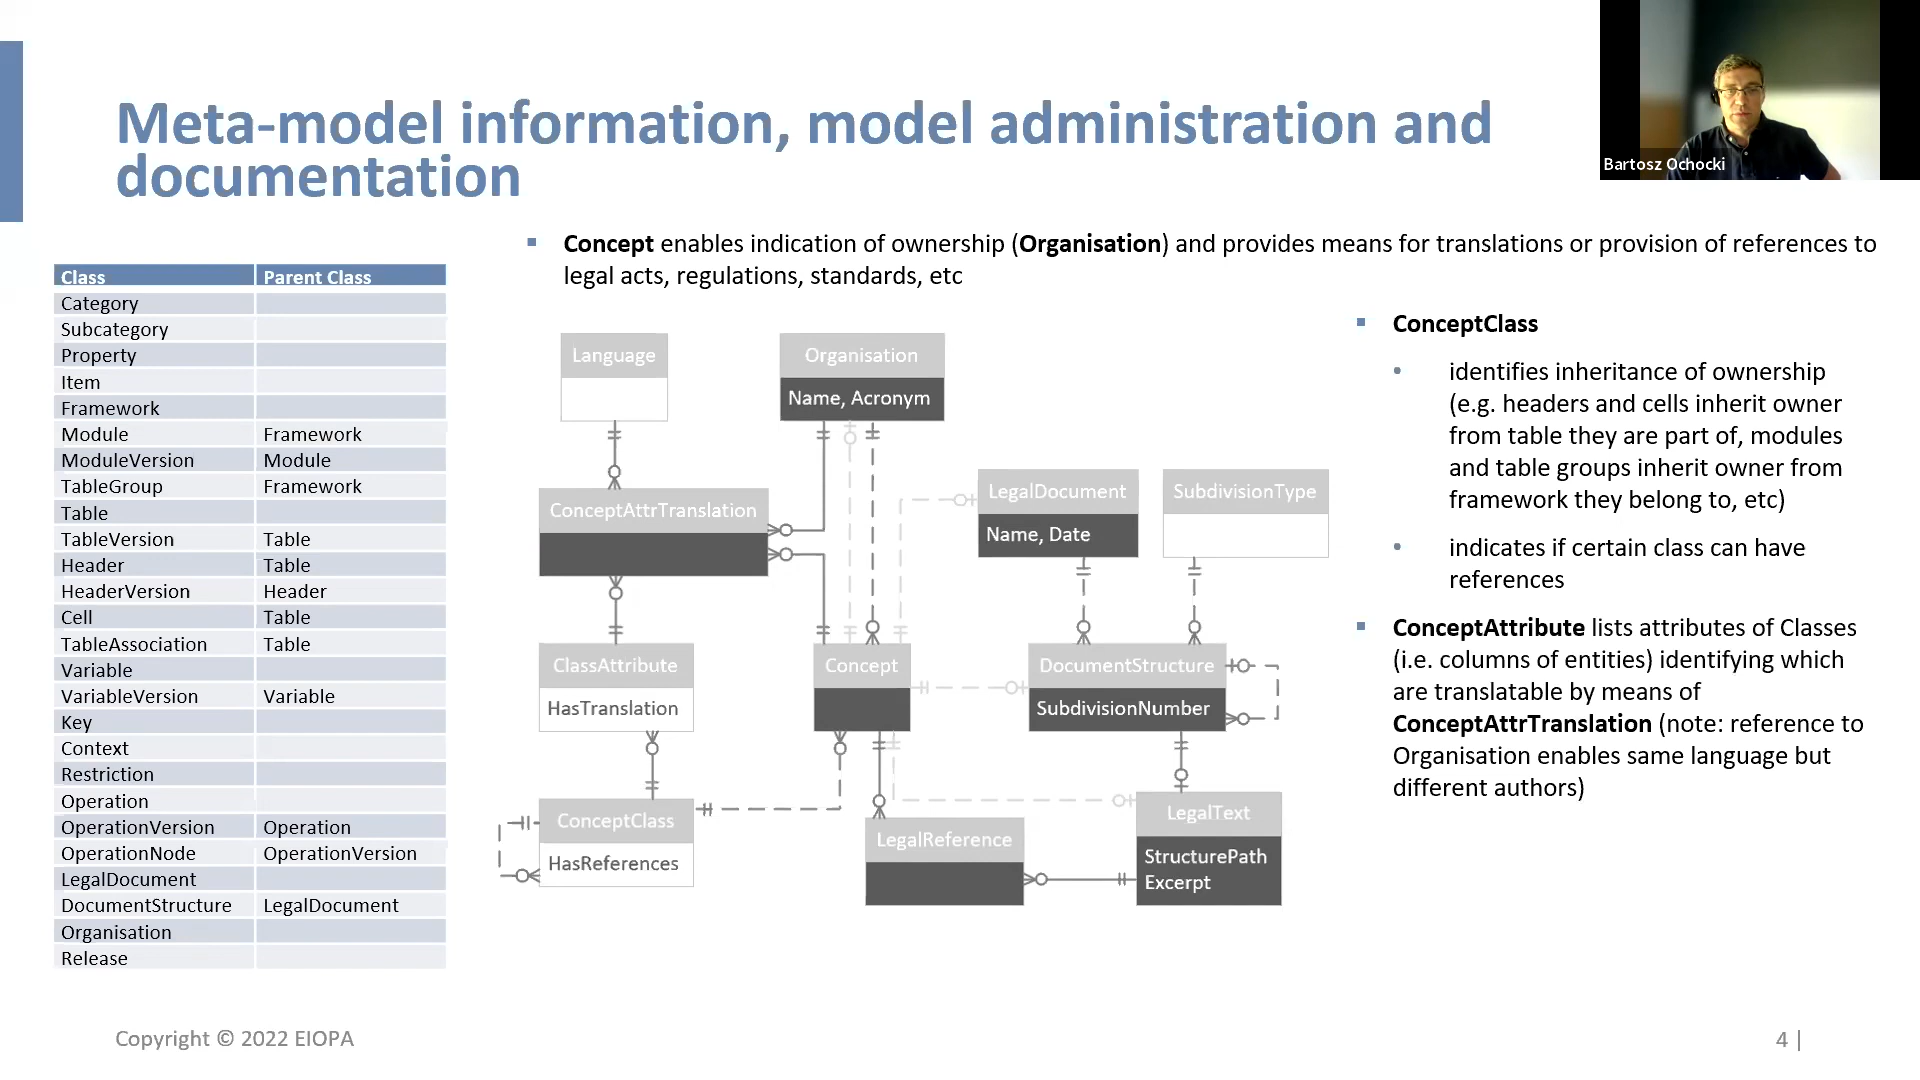 Meta-model information, model administration and
documentation
Bartosz Ochocki
Concept enables indication of ownership (Organisation) and provides means for translations or provision of references to
legal acts, regulations, standards, etc
Class Parent Class
Category
Subcategory
Property
Item
Framework
Module Framework
ModuleVersion Module
TableGroup Framework
Table
TableVersion Table
Header Table
HeaderVersion Header
Cell Table
TableAssociation Table
Variable
VariableVersion Variable
Key
Context
Restriction
Operation
OperationVersion Operation
OperationNode OperationVersion
LegalDocument
DocumentStructure LegalDocument
Organisation
Release
Language
Organisation
Name, Acronym
ConceptAttrTranslation
LegalDocument
Name, Date
SubdivisionType
ClassAttribute
HasTranslation
Concept
DocumentStructure
SubdivisionNumber
ConceptClass
HasReferences
LegalReference
LegalText
StructurePath
Excerpt
ConceptClass
identifies inheritance of ownership
(e.g. headers and cells inherit owner
from table they are part of, modules
and table groups inherit owner from
framework they belong to, etc)
indicates if certain class can have
references
ConceptAttribute lists attributes of Classes
(i.e. columns of entities) identifying which
are translatable by means of
ConceptAttrTranslation (note: reference to
Organisation enables same language but
different authors)
Copyright © 2022 EIOPA
4 |